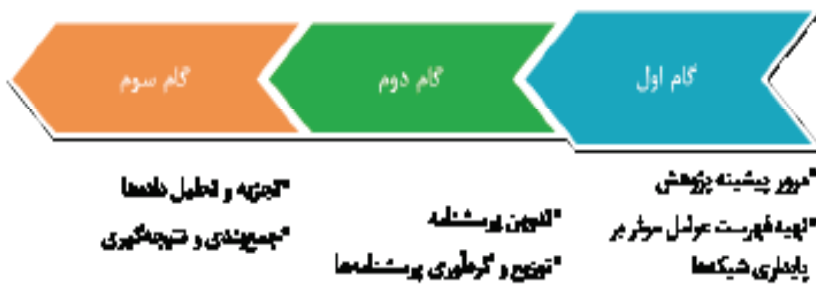 گام اول
گام دوم
گام سوم
*مرور پیشینه پژوهش
*تهیه فهرست عوامل موثر بر
پایداری شبکه‌ها
*تدوین پرسشنامه
*توزیع و گردآوری پرسشنامه‌ها
*تجزیه و تحلیل داده‌ها
*جمع‌بندی و نتیجه‌گیری